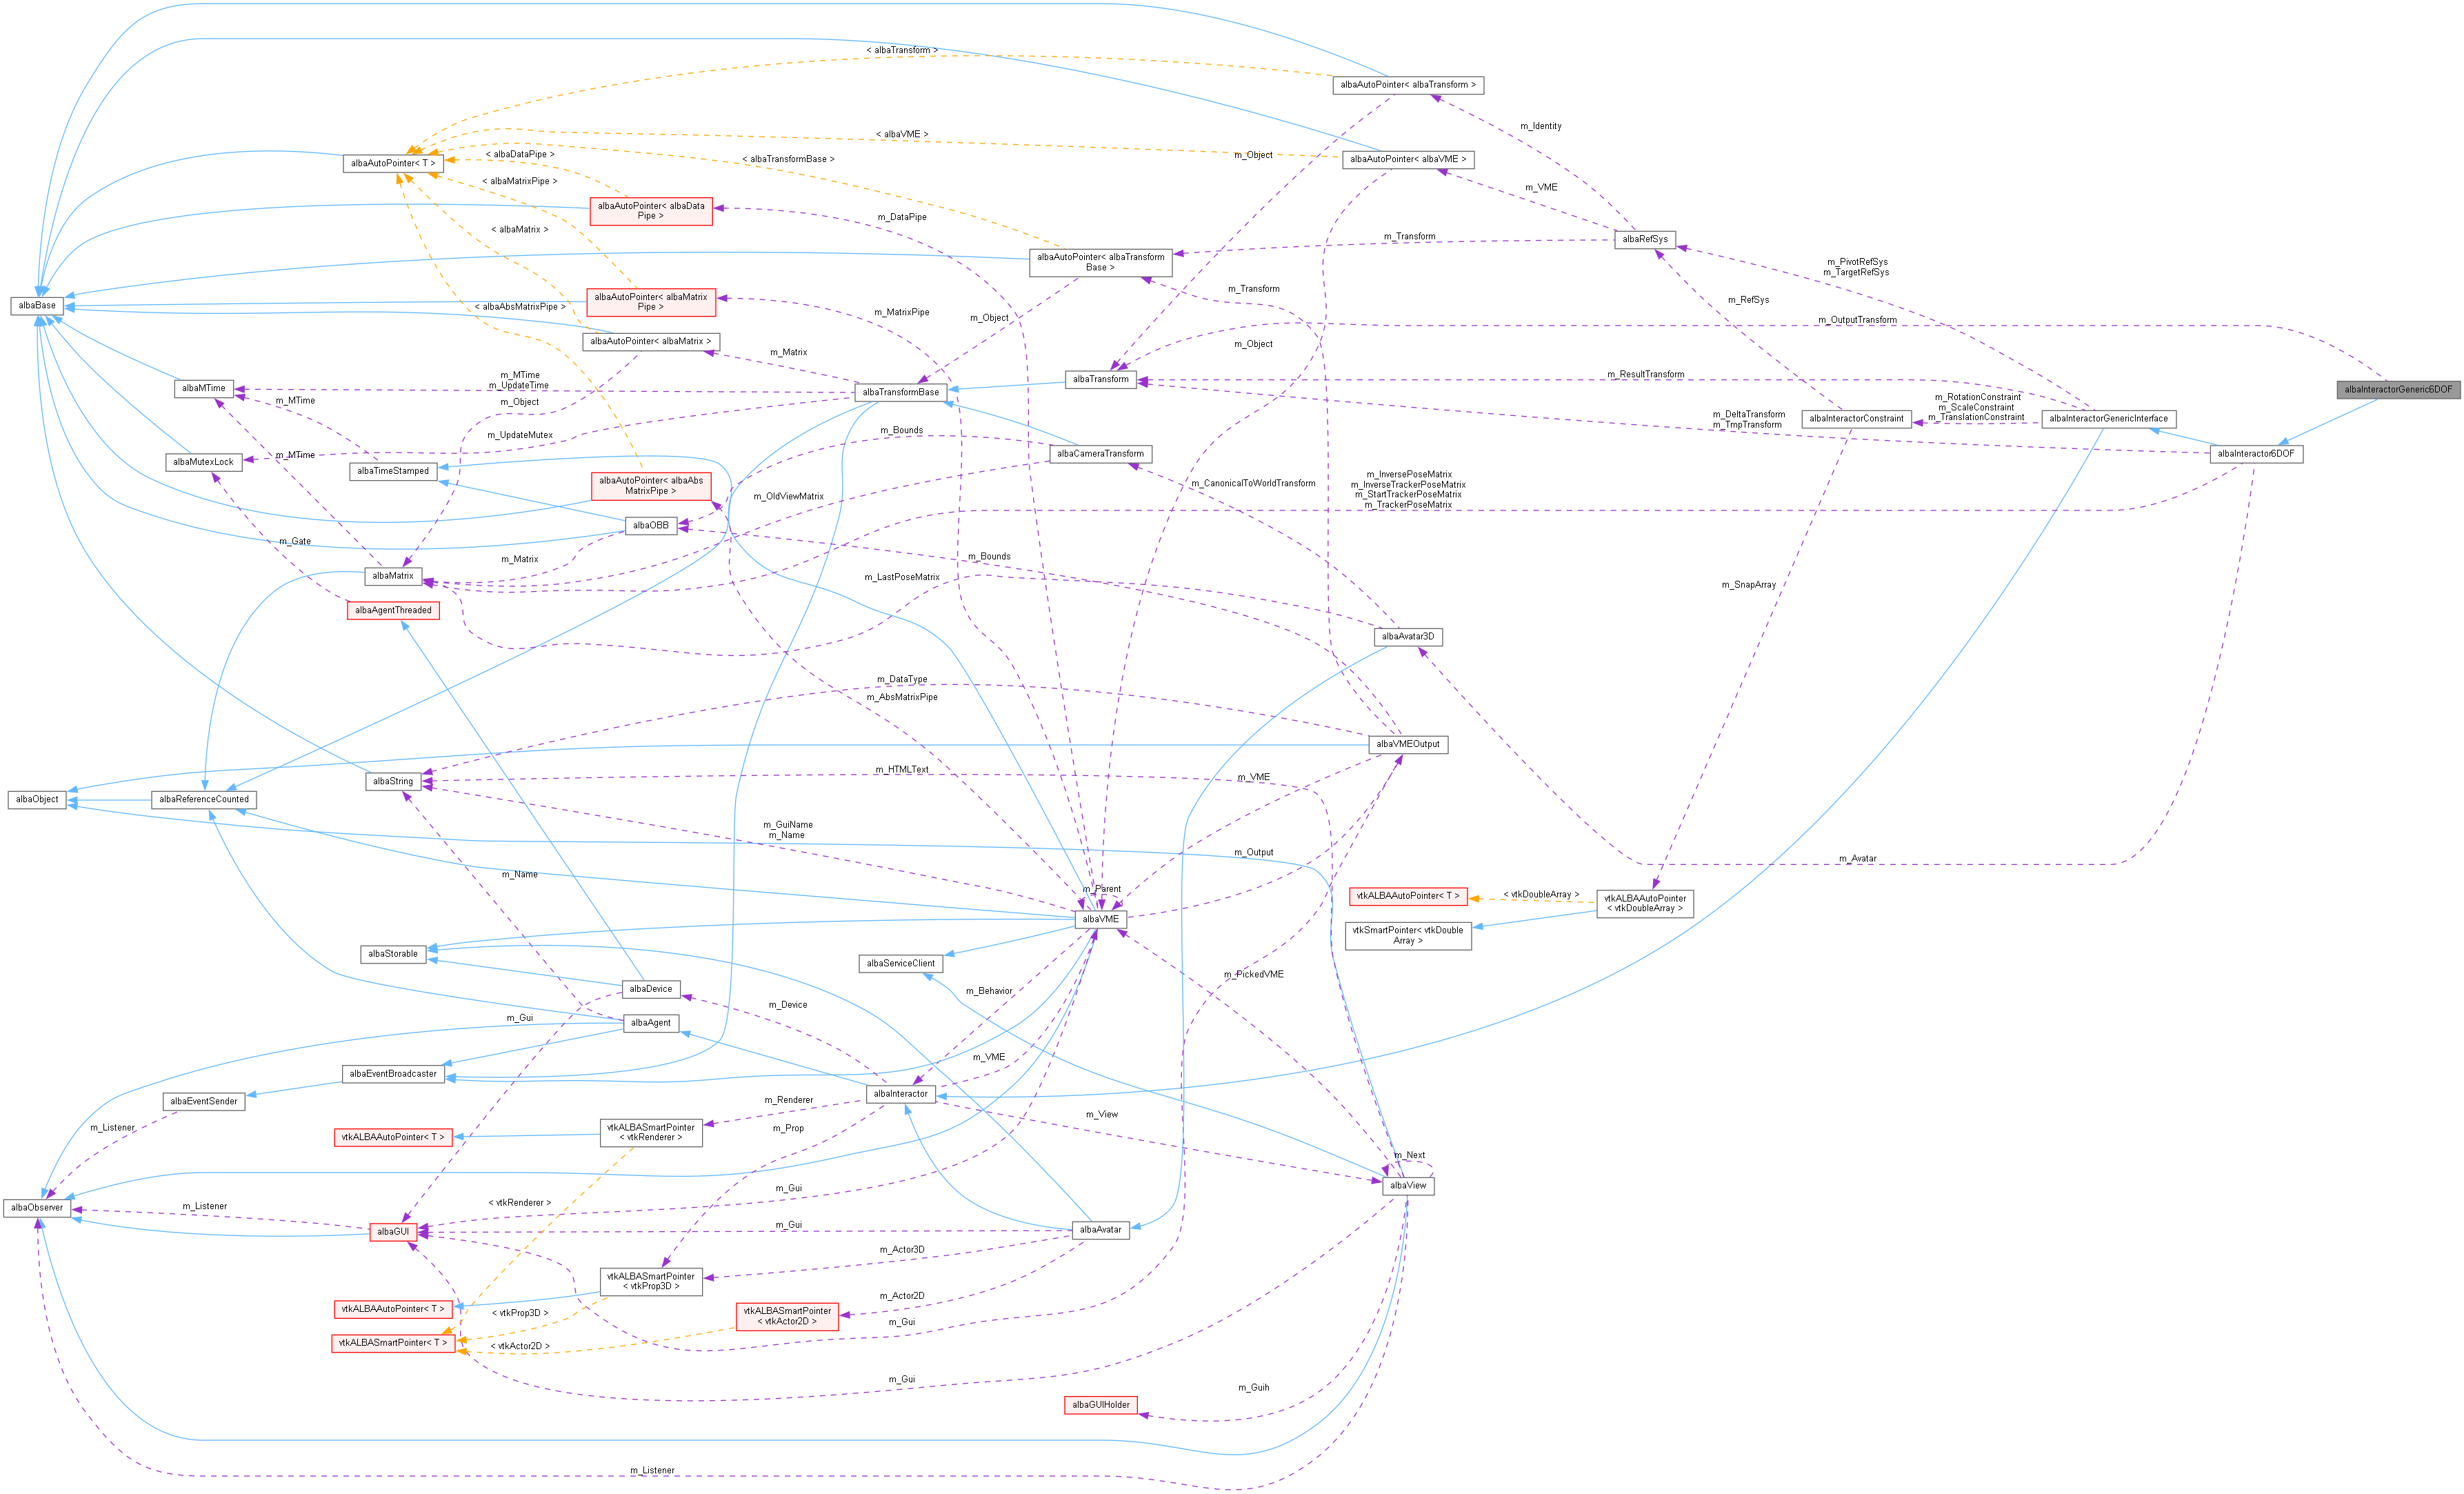 < albaTransform >
albaAutoPointer< albaTransform >
m_Identity
< albaVME >
albaAutoPointer< T >
< albaDataPipe >
< albaTransformBase >
m_Object
albaAutoPointer< albaVME >
< albaMatrixPipe >
m_VME
albaAutoPointer< albaData
Pipe >
m_DataPipe
< albaMatrix >
m_Transform
albaRefSys
albaAutoPointer< albaTransform
Base >
m_PivotRefSys
m_TargetRefSys
m_Transform
albaBase
albaAutoPointer< albaMatrix
Pipe >
< albaAbsMatrixPipe >
m_MatrixPipe
m_Object
m_RefSys
m_OutputTransform
albaAutoPointer< albaMatrix >
m_Object
m_Matrix
m_MTime
m_UpdateTime
albaMTime
albaTransformBase
albaTransform
m_ResultTransform
albaInteractorGeneric6DOF
m_MTime
m_Object
m_RotationConstraint
m_ScaleConstraint
m_TranslationConstraint
m_DeltaTransform
m_TmpTransform
albaInteractorConstraint
albaInteractorGenericInterface
m_UpdateMutex
m_Bounds
albaMutexLock
m_MTime
albaTimeStamped
albaCameraTransform
albaInteractor6DOF
albaAutoPointer< albaAbs
MatrixPipe >
m_OldViewMatrix
m_CanonicalToWorldTransform
m_InversePoseMatrix
m_InverseTrackerPoseMatrix
m_StartTrackerPoseMatrix
m_TrackerPoseMatrix
albaOBB
m_Gate
m_Matrix
m_Bounds
albaMatrix
m_LastPoseMatrix
m_SnapArray
albaAgentThreaded
albaAvatar3D
m_DataType
m_AbsMatrixPipe
albaVMEOutput
albaString
m_HTMLText
m_VME
albaObject
albaReferenceCounted
m_GuiName
m_Name
m_Output
m_Avatar
m_Name
m_Parent
vtkALBAAutoPointer< T >
< vtkDoubleArray >
vtkALBAAutoPointer
< vtkDoubleArray >
albaVME
vtkSmartPointer< vtkDouble
Array >
albaStorable
albaServiceClient
m_PickedVME
albaDevice
m_Device
m_Behavior
m_Gui
albaAgent
m_VME
albaEventBroadcaster
albaEventSender
albaInteractor
m_Renderer
m_View
m_Listener
vtkALBAAutoPointer< T >
vtkALBASmartPointer
< vtkRenderer >
m_Prop
m_Next
albaView
m_Gui
albaObserver
m_Listener
< vtkRenderer >
m_Gui
albaGUI
albaAvatar
m_Actor3D
vtkALBASmartPointer
< vtkProp3D >
m_Actor2D
vtkALBAAutoPointer< T >
< vtkProp3D >
vtkALBASmartPointer
< vtkActor2D >
m_Gui
vtkALBASmartPointer< T >
< vtkActor2D >
m_Gui
m_Guih
albaGUIHolder
m_Listener